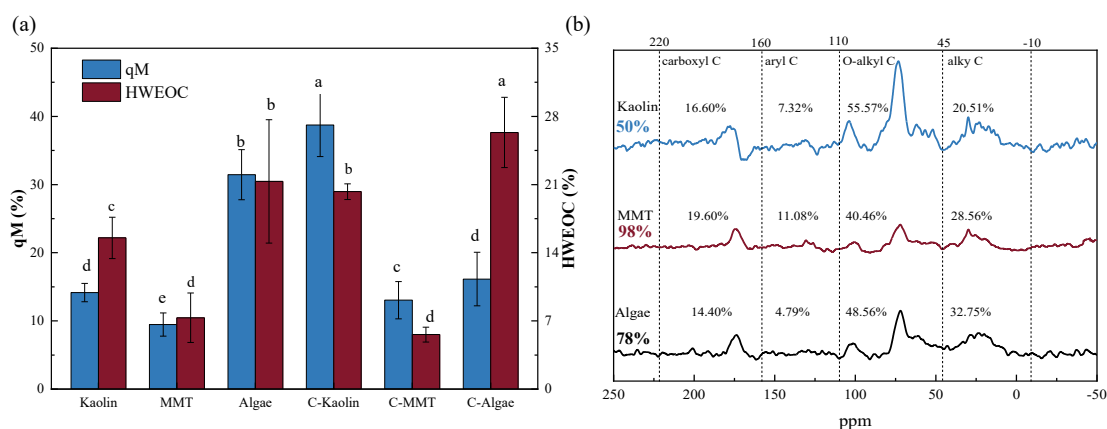 (a)
50
40
30
20
10
0
qM (%)
qM
HWEOC
35
28
21
14
7
0
HWEOC (%)
d
c
e
d
b
b
a
b
c
d
d
a
Kaolin
MMT
Algae
C-Kaolin
C-MMT
C-Algae
(b)
220
160
110
45
-10
carboxyl C
aryl C
O-alkyl C
alky C
Kaolin
50%
16.60%
7.32%
55.57%
20.51%
MMT
98%
19.60%
11.08%
40.46%
28.56%
Algae
78%
14.40%
4.79%
48.56%
32.75%
250
200
150
100
50
0
-50
ppm